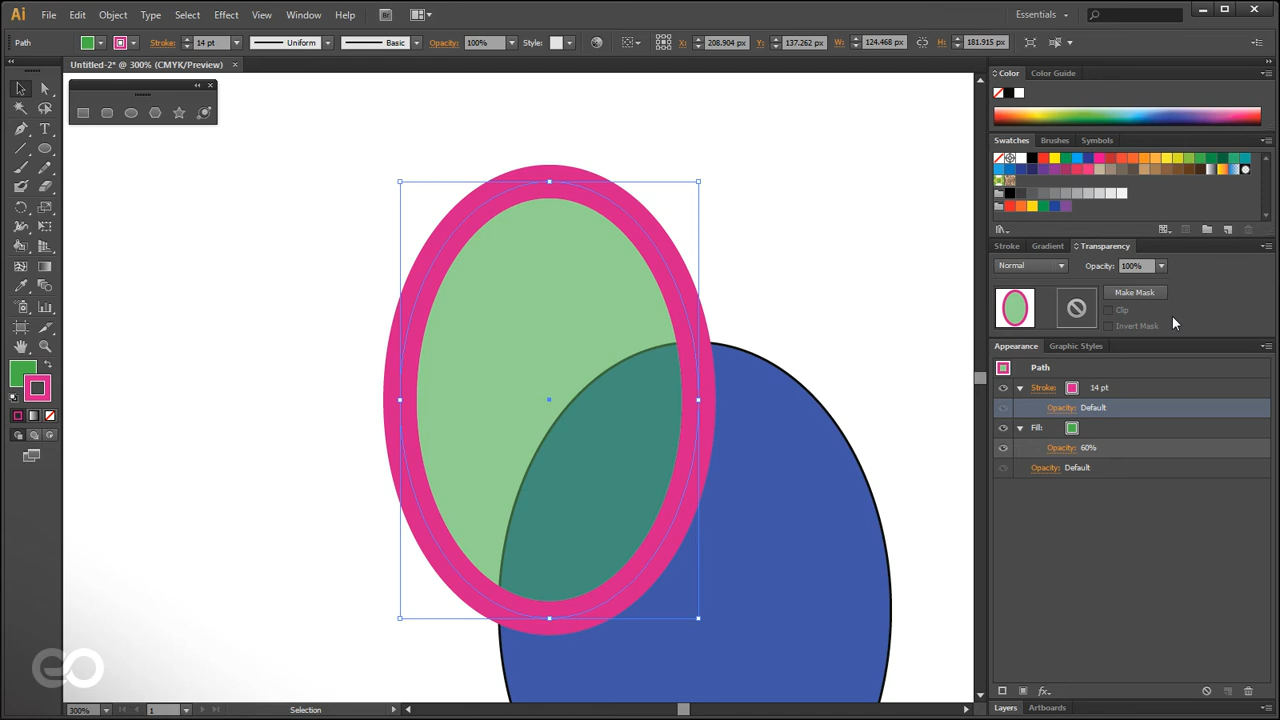 Ai File Edit Object Type Select Effect View Window Help Br Essentials
Path Stroke: 14 pt Uniform Basic Opacity: 100% Style: X: 208.904 px Y: 137.262 px W: 124.468 px H: 181.915 px
Untitled-2* @ 300% (CMYK/Preview)
Color Color Guide
Swatches Brushes Symbols
Stroke Gradient Transparency
Normal Opacity: 100%
Make Mask
Clip
Invert Mask
Appearance Graphic Styles
Path
Stroke: 14 pt
Opacity: Default
Fill:
Opacity: 60%
Opacity: Default
fx
Layers Artboards
300% 1 Selection